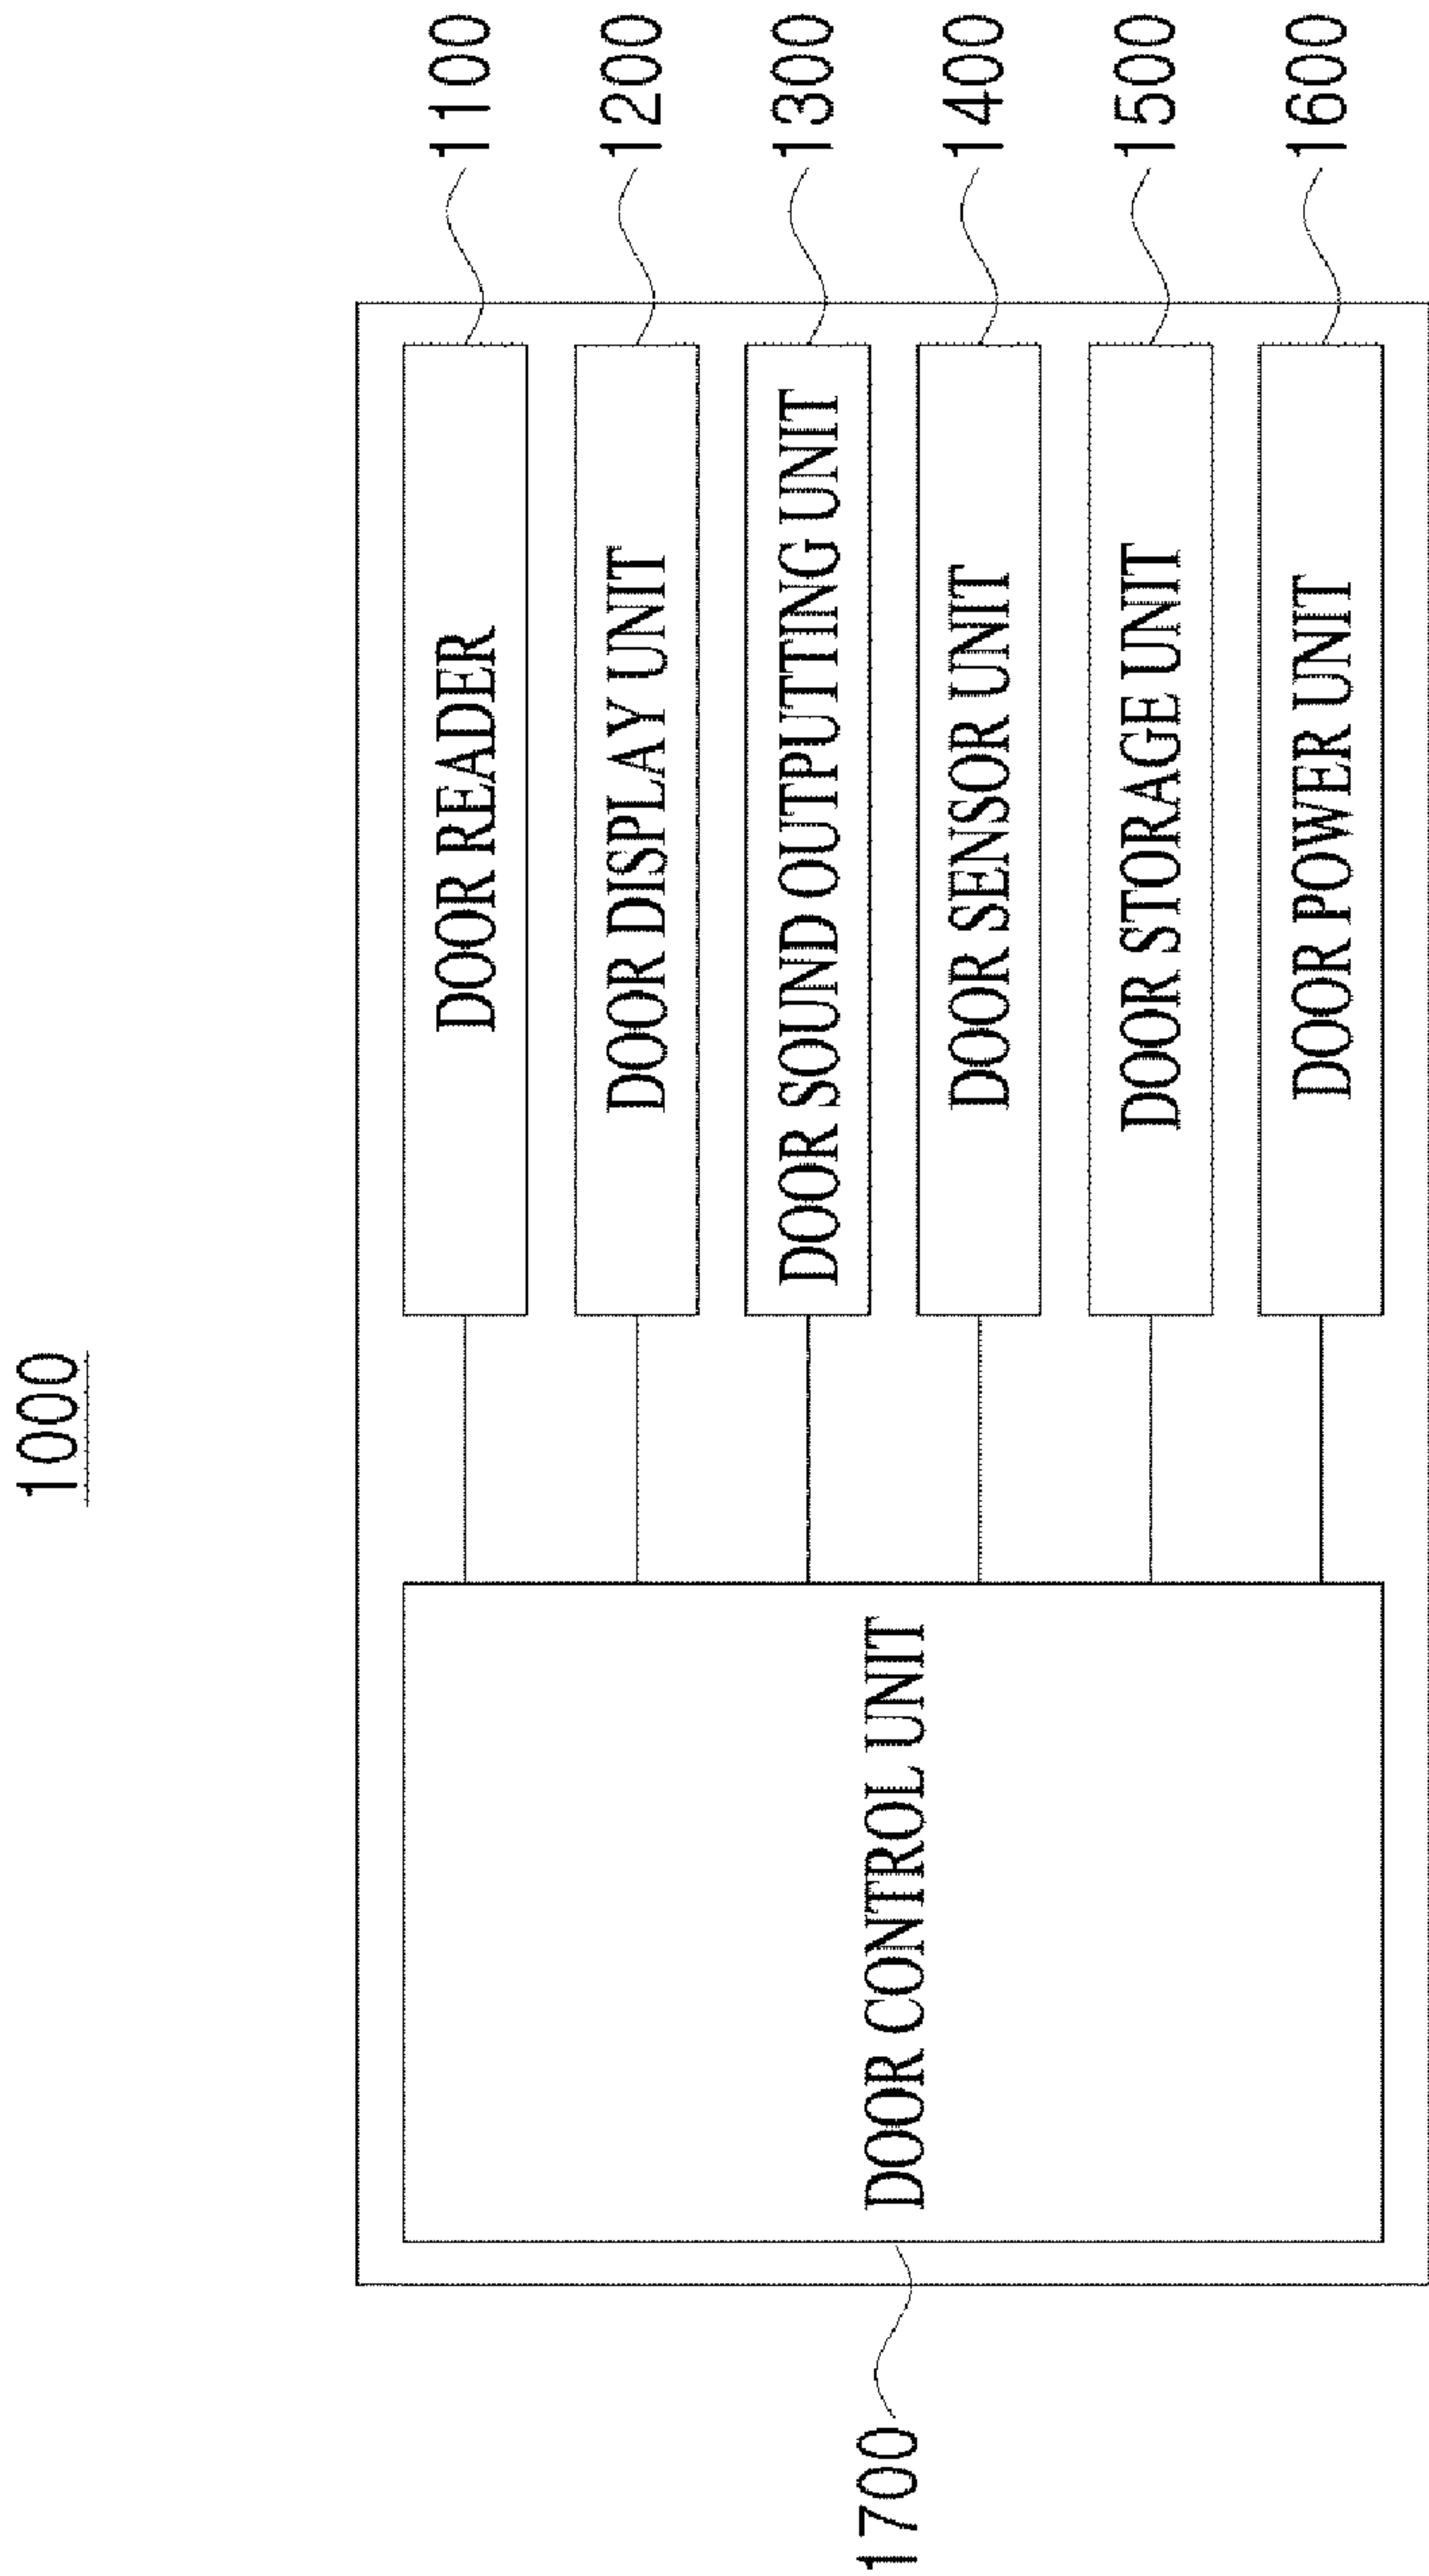 1000
DOOR READER
1100
DOOR DISPLAY UNIT
1200
DOOR SOUND OUTPUTTING UNIT
1300
1700
DOOR CONTROL UNIT
DOOR SENSOR UNIT
1400
DOOR STORAGE UNIT
1500
DOOR POWER UNIT
1600